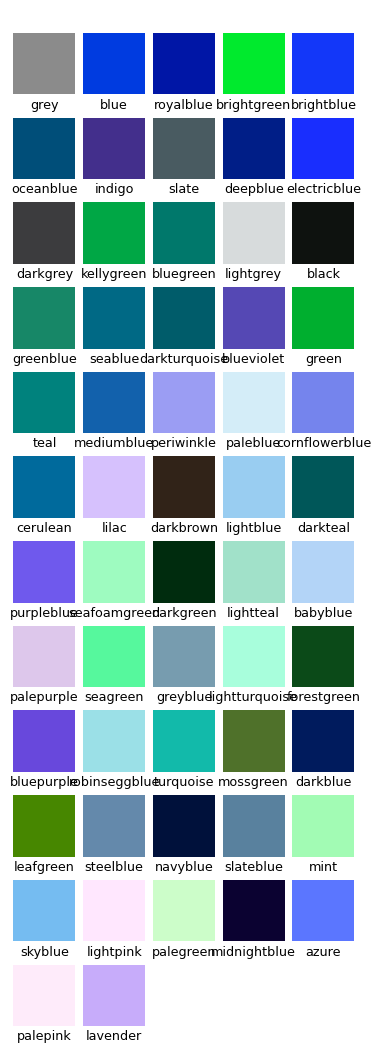 grey blue royalblue brightgreen brightblue
oceanblue indigo slate deepblue electricblue
darkgrey kellygreen bluegreen lightgrey black
greenblue seablue darkturquoise blueviolet green
teal mediumblue periwinkle paleblue cornflowerblue
cerulean lilac darkbrown lightblue darkteal
purpleblue seafoamgreen darkgreen lightteal babyblue
palepurple seagreen greyblue lightturquoise forestgreen
bluepurple robinseggblue turquoise mossgreen darkblue
leafgreen steelblue navyblue slateblue mint
skyblue lightpink palegreen midnightblue azure
palepink lavender